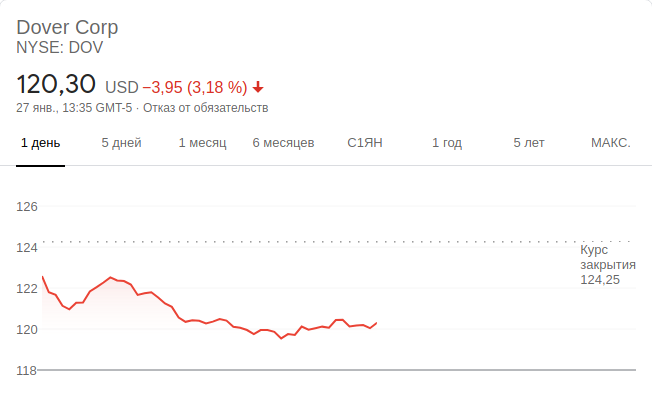 Dover Corp
NYSE: DOV
120,30 USD −3,95 (3,18 %)
27 янв., 13:35 GMT-5 · Отказ от обязательств
1 день 5 дней 1 месяц 6 месяцев С1ЯН 1 год 5 лет МАКС.
126
124
Курс
закрытия
124,25
122
120
118